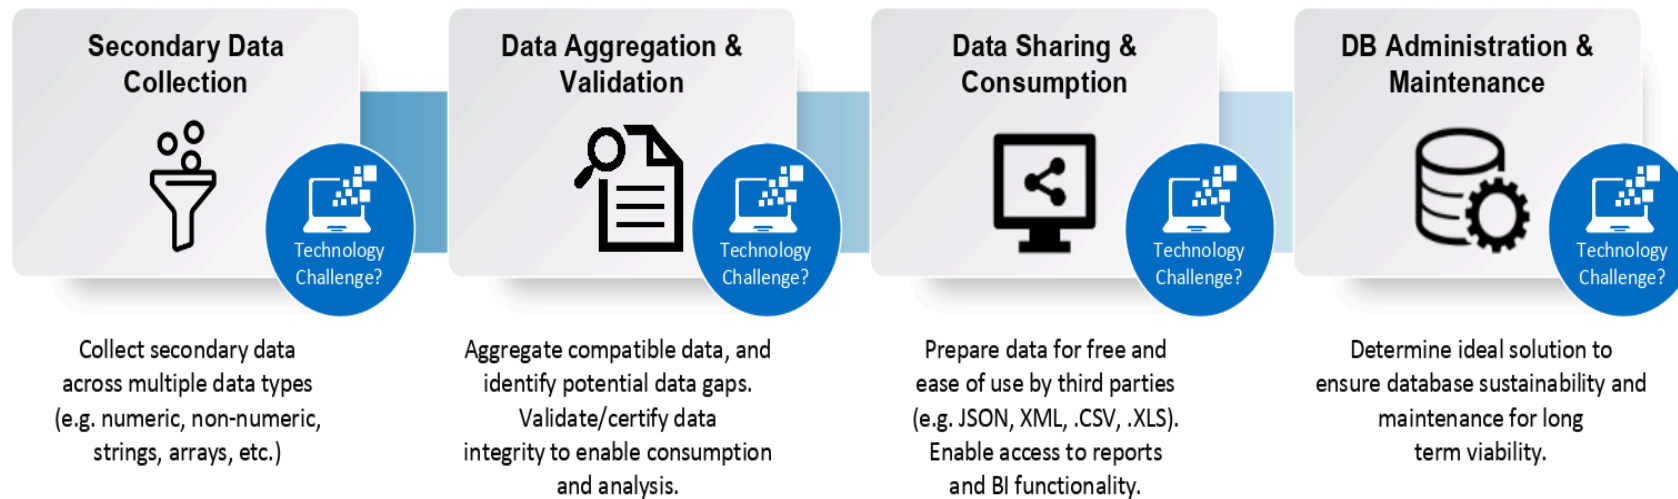 Secondary Data
Collection
Technology
Challenge?
Collect secondary data
across multiple data types
(e.g. numeric, non-numeric,
strings, arrays, etc.)
Data Aggregation &
Validation
Technology
Challenge?
Aggregate compatible data, and
identify potential data gaps.
Validate/certify data
integrity to enable consumption
and analysis.
Data Sharing &
Consumption
Technology
Challenge?
Prepare data for free and
ease of use by third parties
(e.g. JSON, XML, .CSV, .XLS).
Enable access to reports
and BI functionality.
DB Administration &
Maintenance
Technology
Challenge?
Determine ideal solution to
ensure database sustainability and
maintenance for long
term viability.